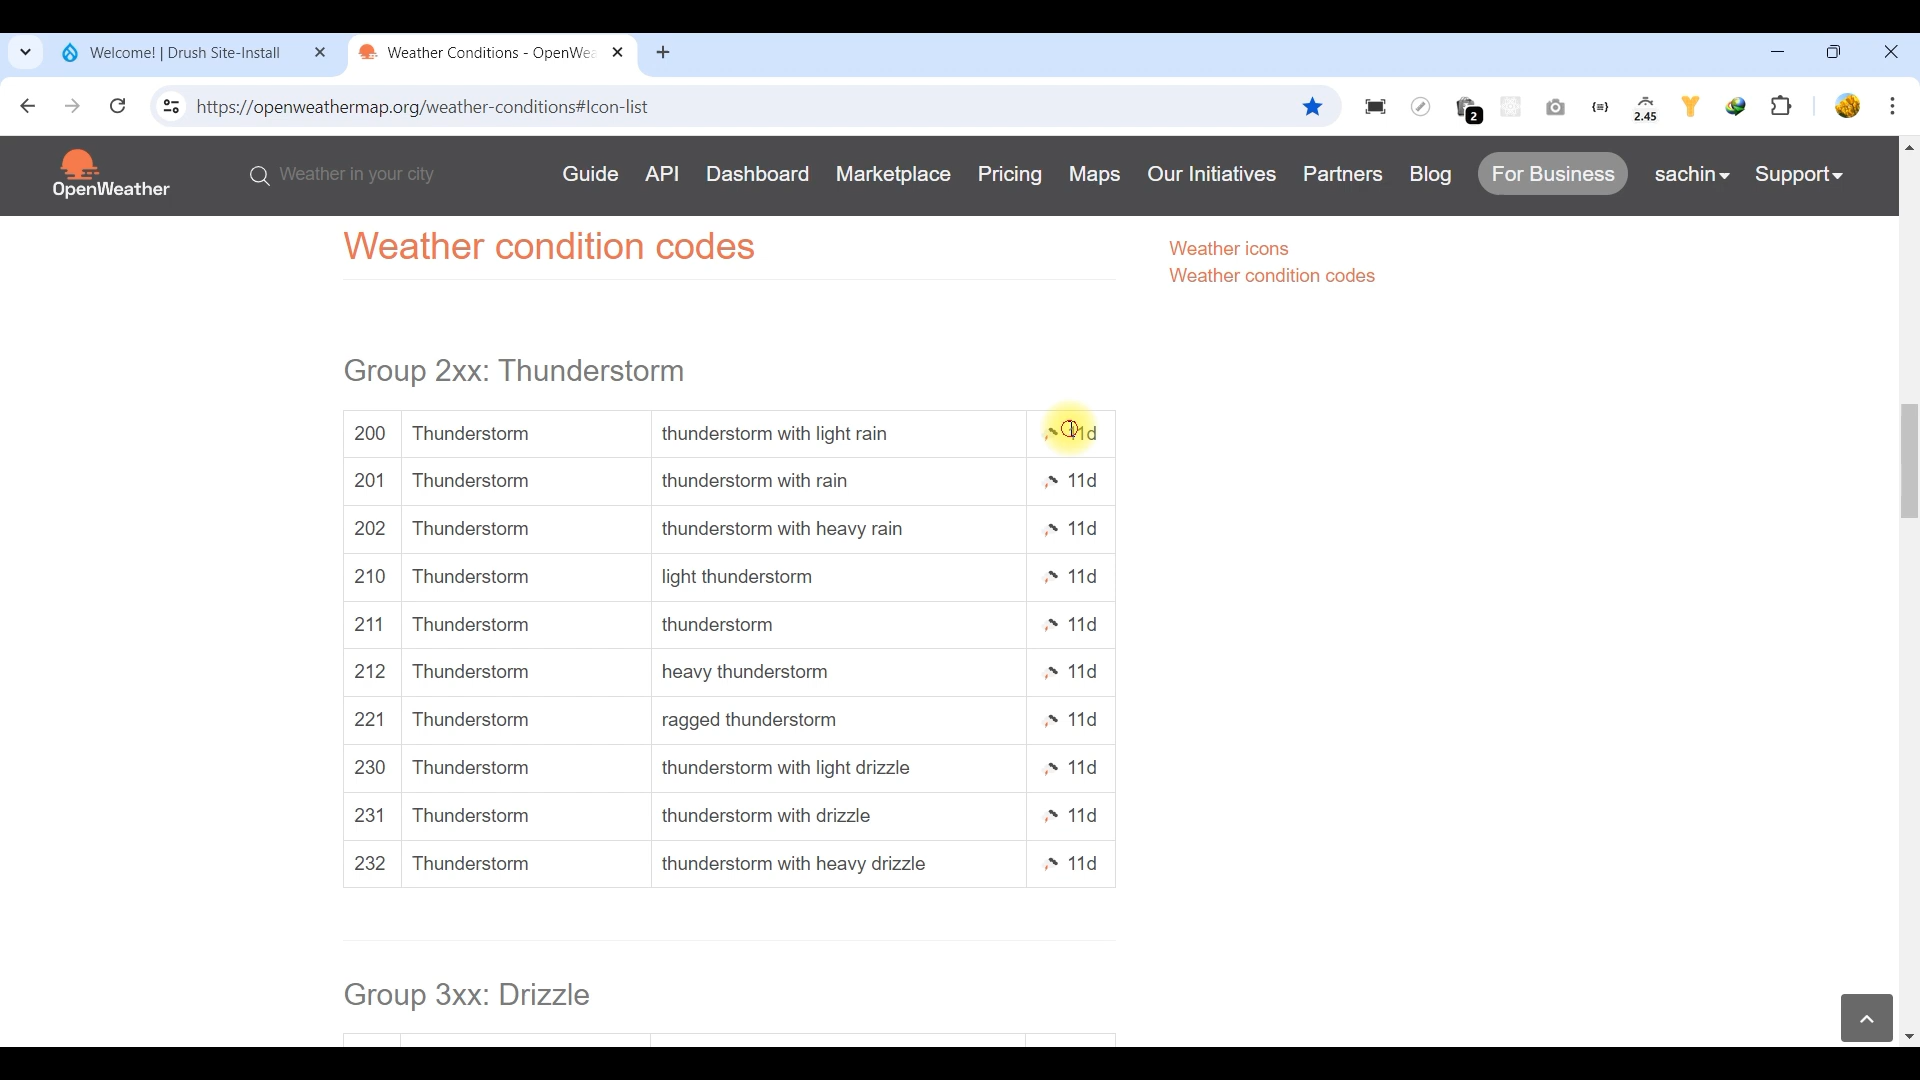 Welcome! | Drush Site-Install
Weather Conditions - OpenWea
https://openweathermap.org/weather-conditions#Icon-list
2
2.45
OpenWeather
Weather in your city
Guide API Dashboard Marketplace Pricing Maps Our Initiatives Partners Blog For Business sachin Support
Weather condition codes
Weather icons
Weather condition codes
Group 2xx: Thunderstorm
200 Thunderstorm thunderstorm with light rain 11d
201 Thunderstorm thunderstorm with rain 11d
202 Thunderstorm thunderstorm with heavy rain 11d
210 Thunderstorm light thunderstorm 11d
211 Thunderstorm thunderstorm 11d
212 Thunderstorm heavy thunderstorm 11d
221 Thunderstorm ragged thunderstorm 11d
230 Thunderstorm thunderstorm with light drizzle 11d
231 Thunderstorm thunderstorm with drizzle 11d
232 Thunderstorm thunderstorm with heavy drizzle 11d
Group 3xx: Drizzle